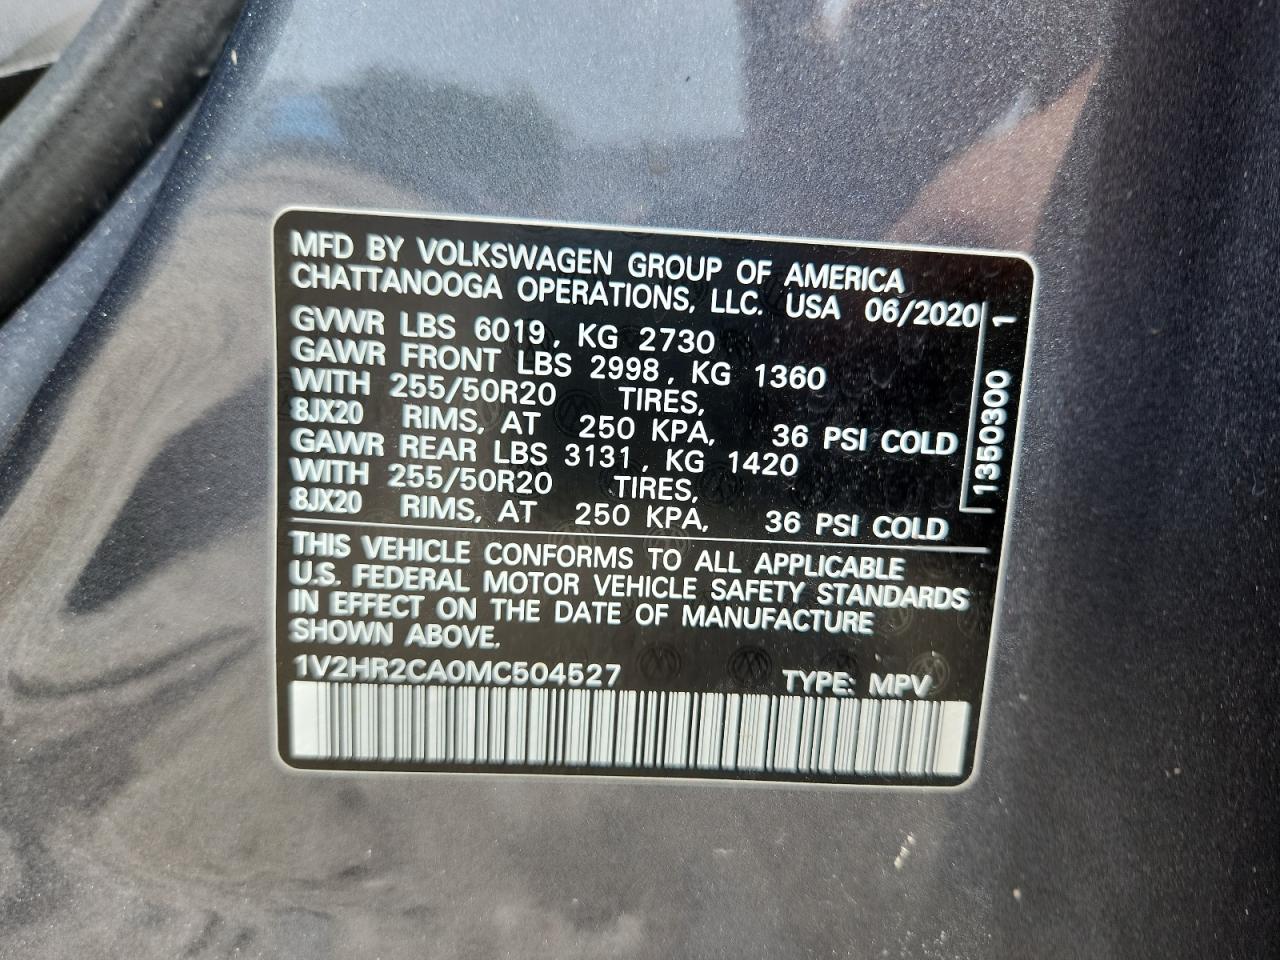 MFD BY VOLKSWAGEN GROUP OF AMERICA
CHATTANOOGA OPERATIONS, LLC. USA 06/2020
GVWR LBS 6019, KG 2730
GAWR FRONT LBS 2998, KG 1360
WITH 255/50R20 TIRES,
8JX20 RIMS, AT 250 KPA, 36 PSI COLD
GAWR REAR LBS 3131, KG 1420
WITH 255/50R20 TIRES,
8JX20 RIMS, AT 250 KPA, 36 PSI COLD
1350300 1
THIS VEHICLE CONFORMS TO ALL APPLICABLE
U.S. FEDERAL MOTOR VEHICLE SAFETY STANDARDS
IN EFFECT ON THE DATE OF MANUFACTURE
SHOWN ABOVE.
1V2HR2CA0MC504527 TYPE: MPV